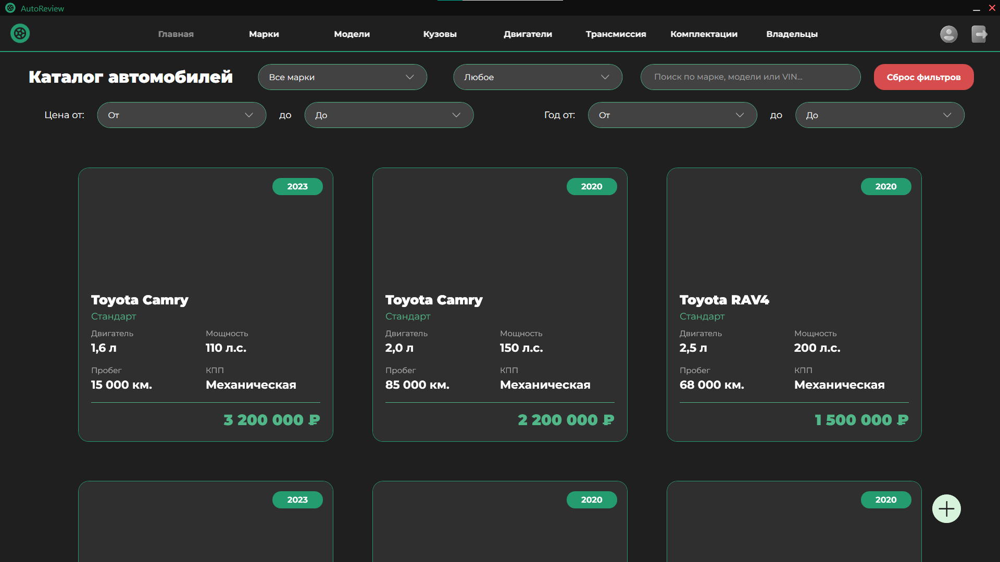 AutoReview
Главная Марки Модели Кузовы Двигатели Трансмиссия Комплектации Владельцы
Каталог автомобилей Все марки Любое Поиск по марке, модели или VIN... Сброс фильтров
Цена от: От до До Год от: От до До
2023
Toyota Camry
Стандарт
Двигатель Мощность
1,6 л 110 л.с.
Пробег КПП
15 000 км. Механическая
3 200 000 ₽
2020
Toyota Camry
Стандарт
Двигатель Мощность
2,0 л 150 л.с.
Пробег КПП
85 000 км. Механическая
2 200 000 ₽
2020
Toyota RAV4
Стандарт
Двигатель Мощность
2,5 л 200 л.с.
Пробег КПП
68 000 км. Механическая
1 500 000 ₽
2023 2020 2020